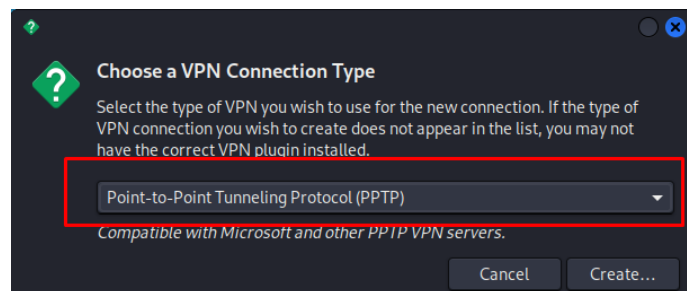 Choose a VPN Connection Type
Select the type of VPN you wish to use for the new connection. If the type of
VPN connection you wish to create does not appear in the list, you may not
have the correct VPN plugin installed.
Point-to-Point Tunneling Protocol (PPTP)
Compatible with Microsoft and other PPTP VPN servers.
Cancel
Create...